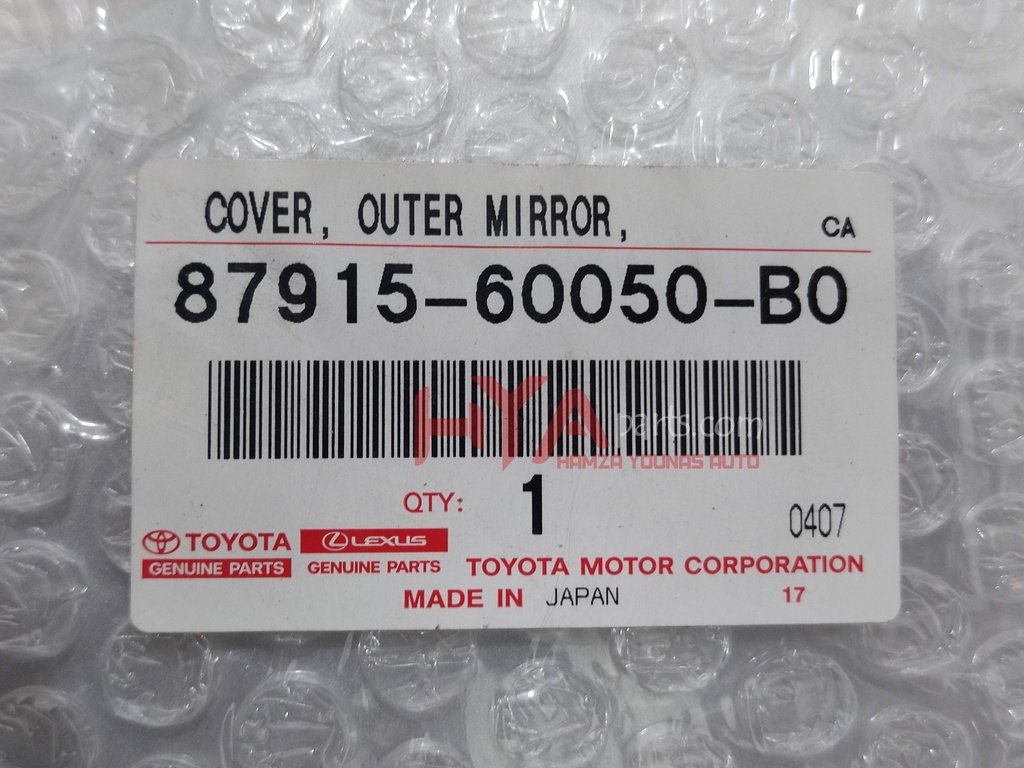 COVER, OUTER MIRROR,
CA
87915-60050-B0
HYA parts.com
HAMZA YOUNAS AUTO
QTY: 1
0407
TOYOTA LEXUS
GENUINE PARTS GENUINE PARTS
TOYOTA MOTOR CORPORATION
MADE IN JAPAN
17